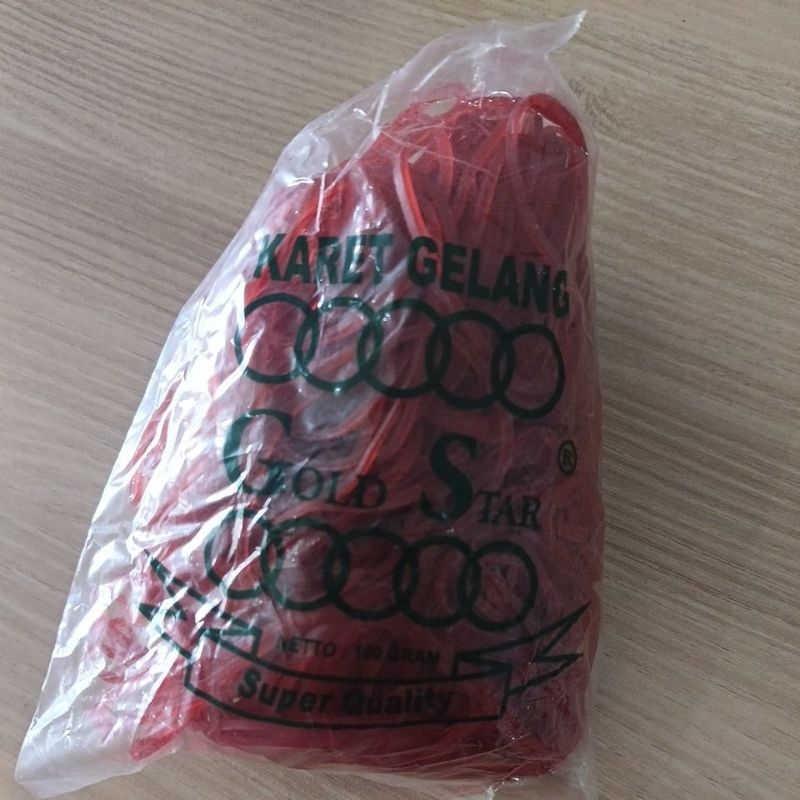 KARET GELANG
GOLD STAR ®
NETTO : 100 GRAM
Super Quality